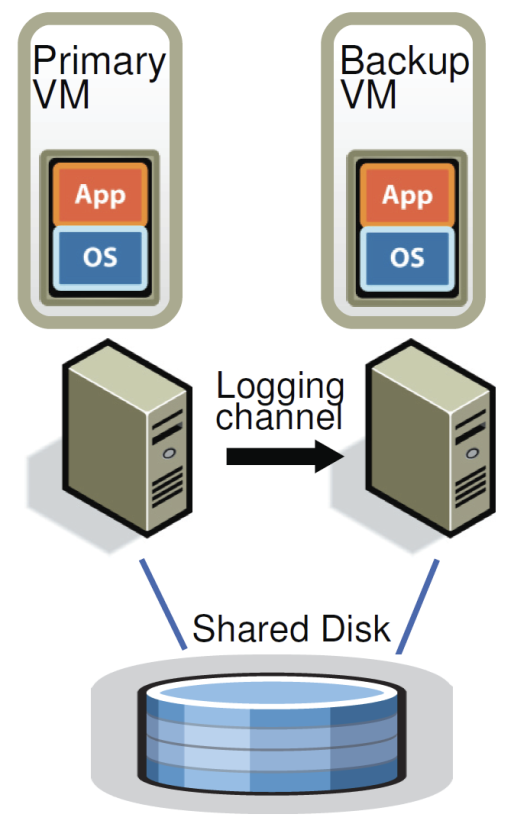 Primary
VM
Backup
VM
App
OS
App
OS
Logging
channel
Shared Disk